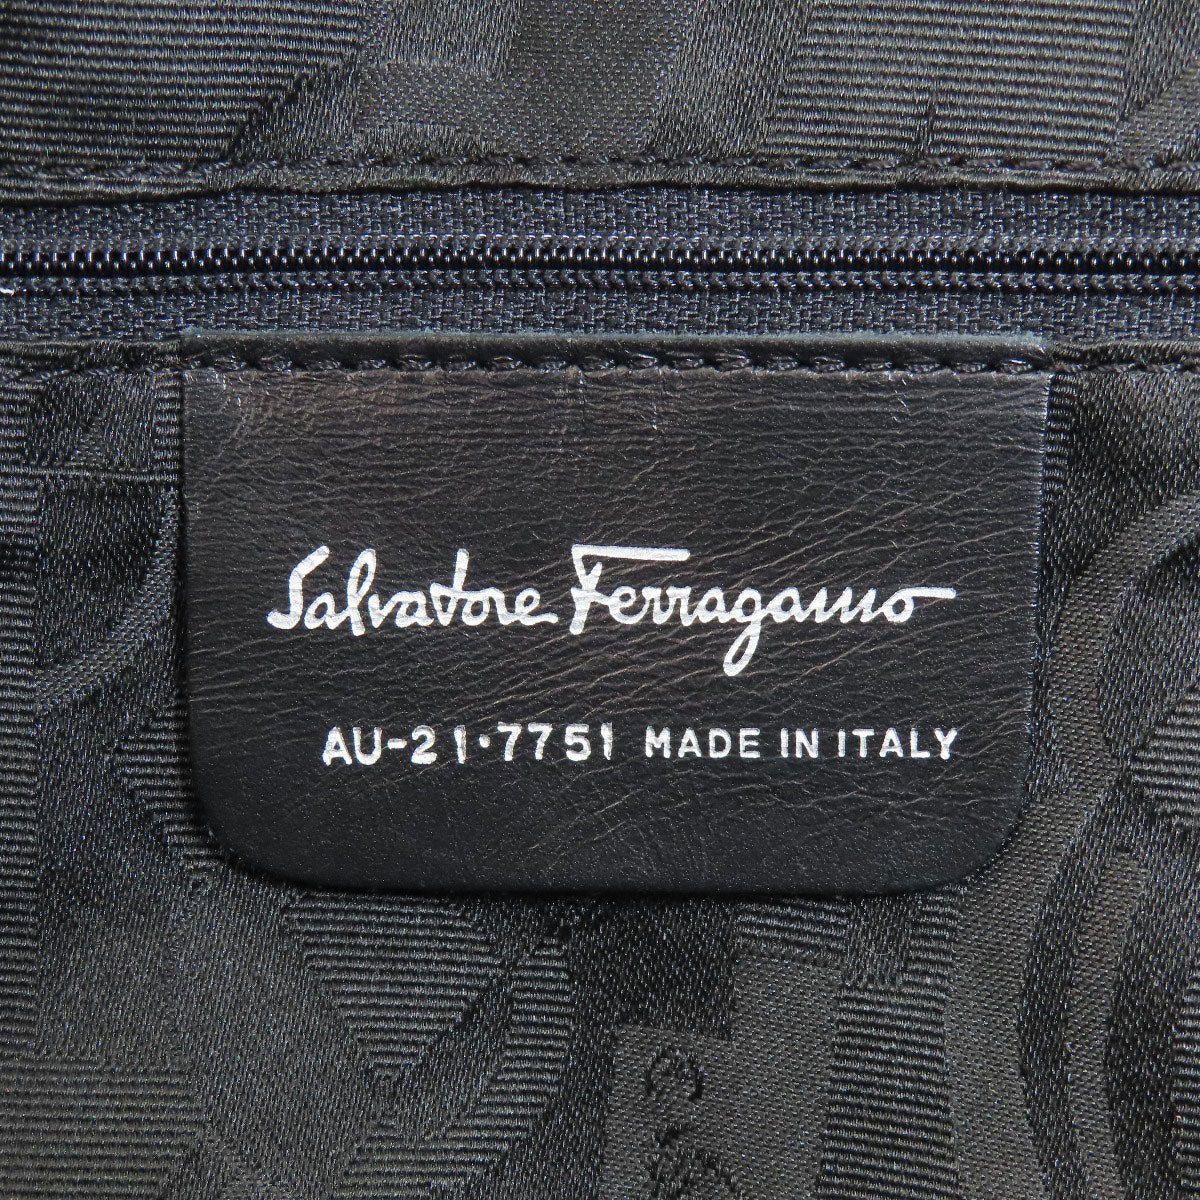 Salvatore Ferragamo
AU-21·7751 MADE IN ITALY